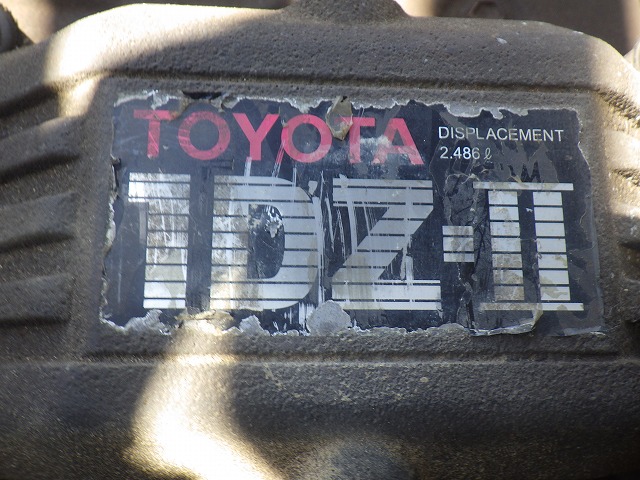 TOYOTA
DISPLACEMENT
2.486 ℓ
1DZ-II